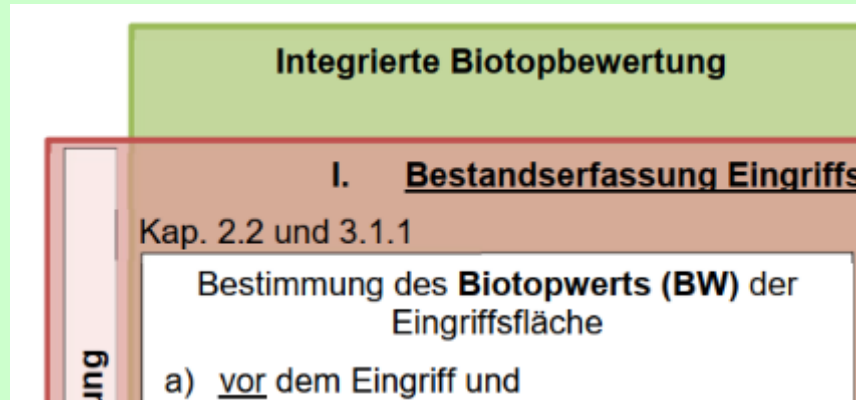 Integrierte Biotopbewertung
I. Bestandserfassung Eingriffs
Kap. 2.2 und 3.1.1
Bestimmung des Biotopwerts (BW) der
Eingriffsfläche
a) vor dem Eingriff und
ung